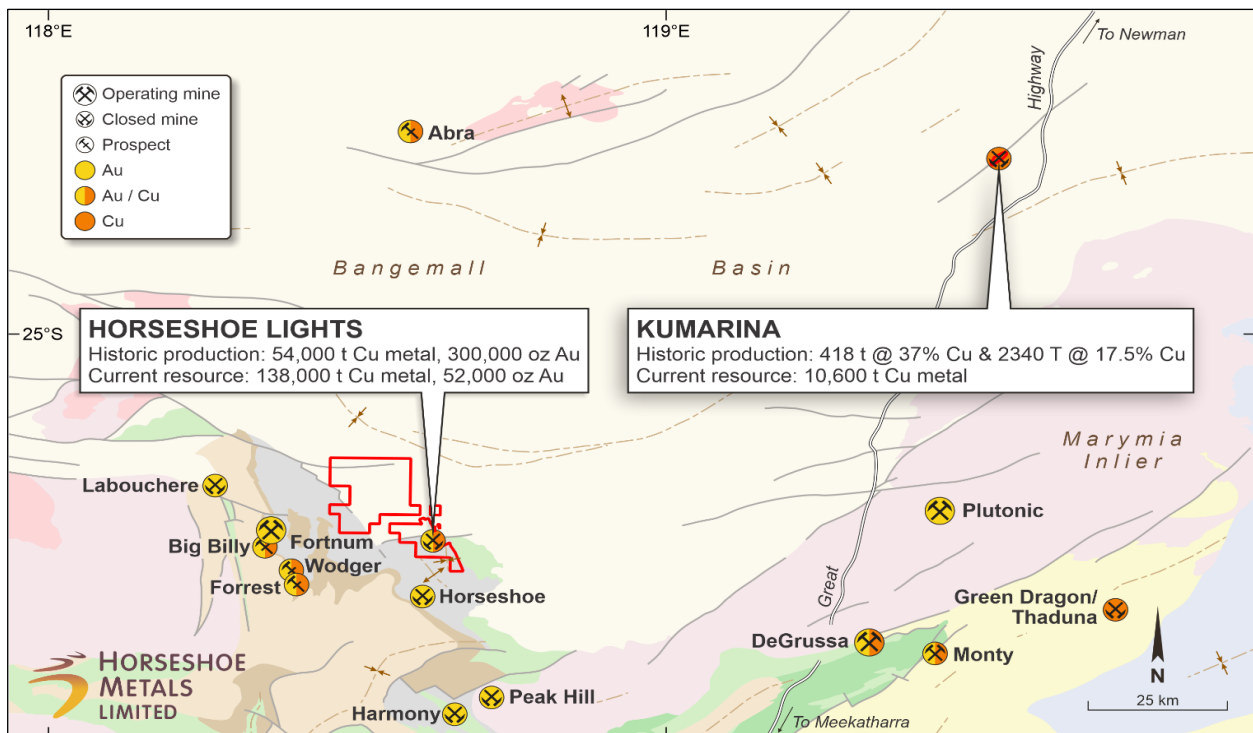 118°E
119°E
To Newman
Operating mine
Closed mine
Prospect
Au
Au / Cu
Cu
Highway
Abra
Bangemall Basin
25°S
HORSESHOE LIGHTS
Historic production: 54,000 t Cu metal, 300,000 oz Au
Current resource: 138,000 t Cu metal, 52,000 oz Au
KUMARINA
Historic production: 418 t @ 37% Cu & 2340 T @ 17.5% Cu
Current resource: 10,600 t Cu metal
Marymia
Inlier
Labouchere
Plutonic
Big Billy
Fortnum
Wodger
Forrest
Horseshoe
Great
Green Dragon/
Thaduna
DeGrussa
Monty
N
25 km
HORSESHOE
METALS
LIMITED
Peak Hill
Harmony
To Meekatharra